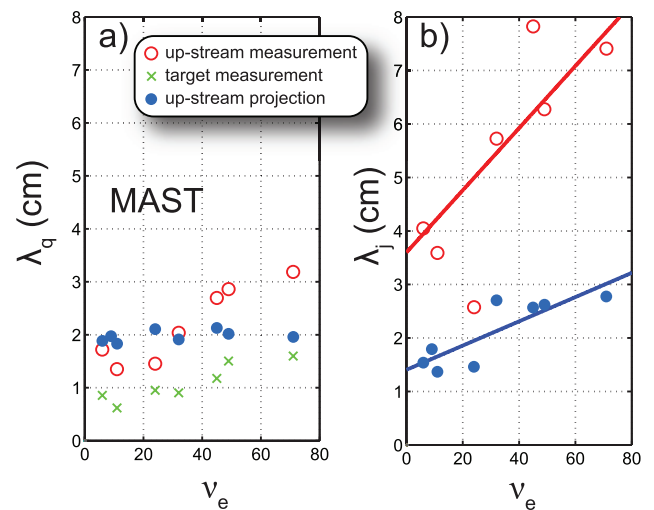 a)
up-stream measurement
target measurement
up-stream projection
MAST
λq (cm)
8
7
6
5
4
3
2
1
0
0 20 40 60 80
νe
b)
λj (cm)
8
7
6
5
4
3
2
1
0
0 20 40 60 80
νe